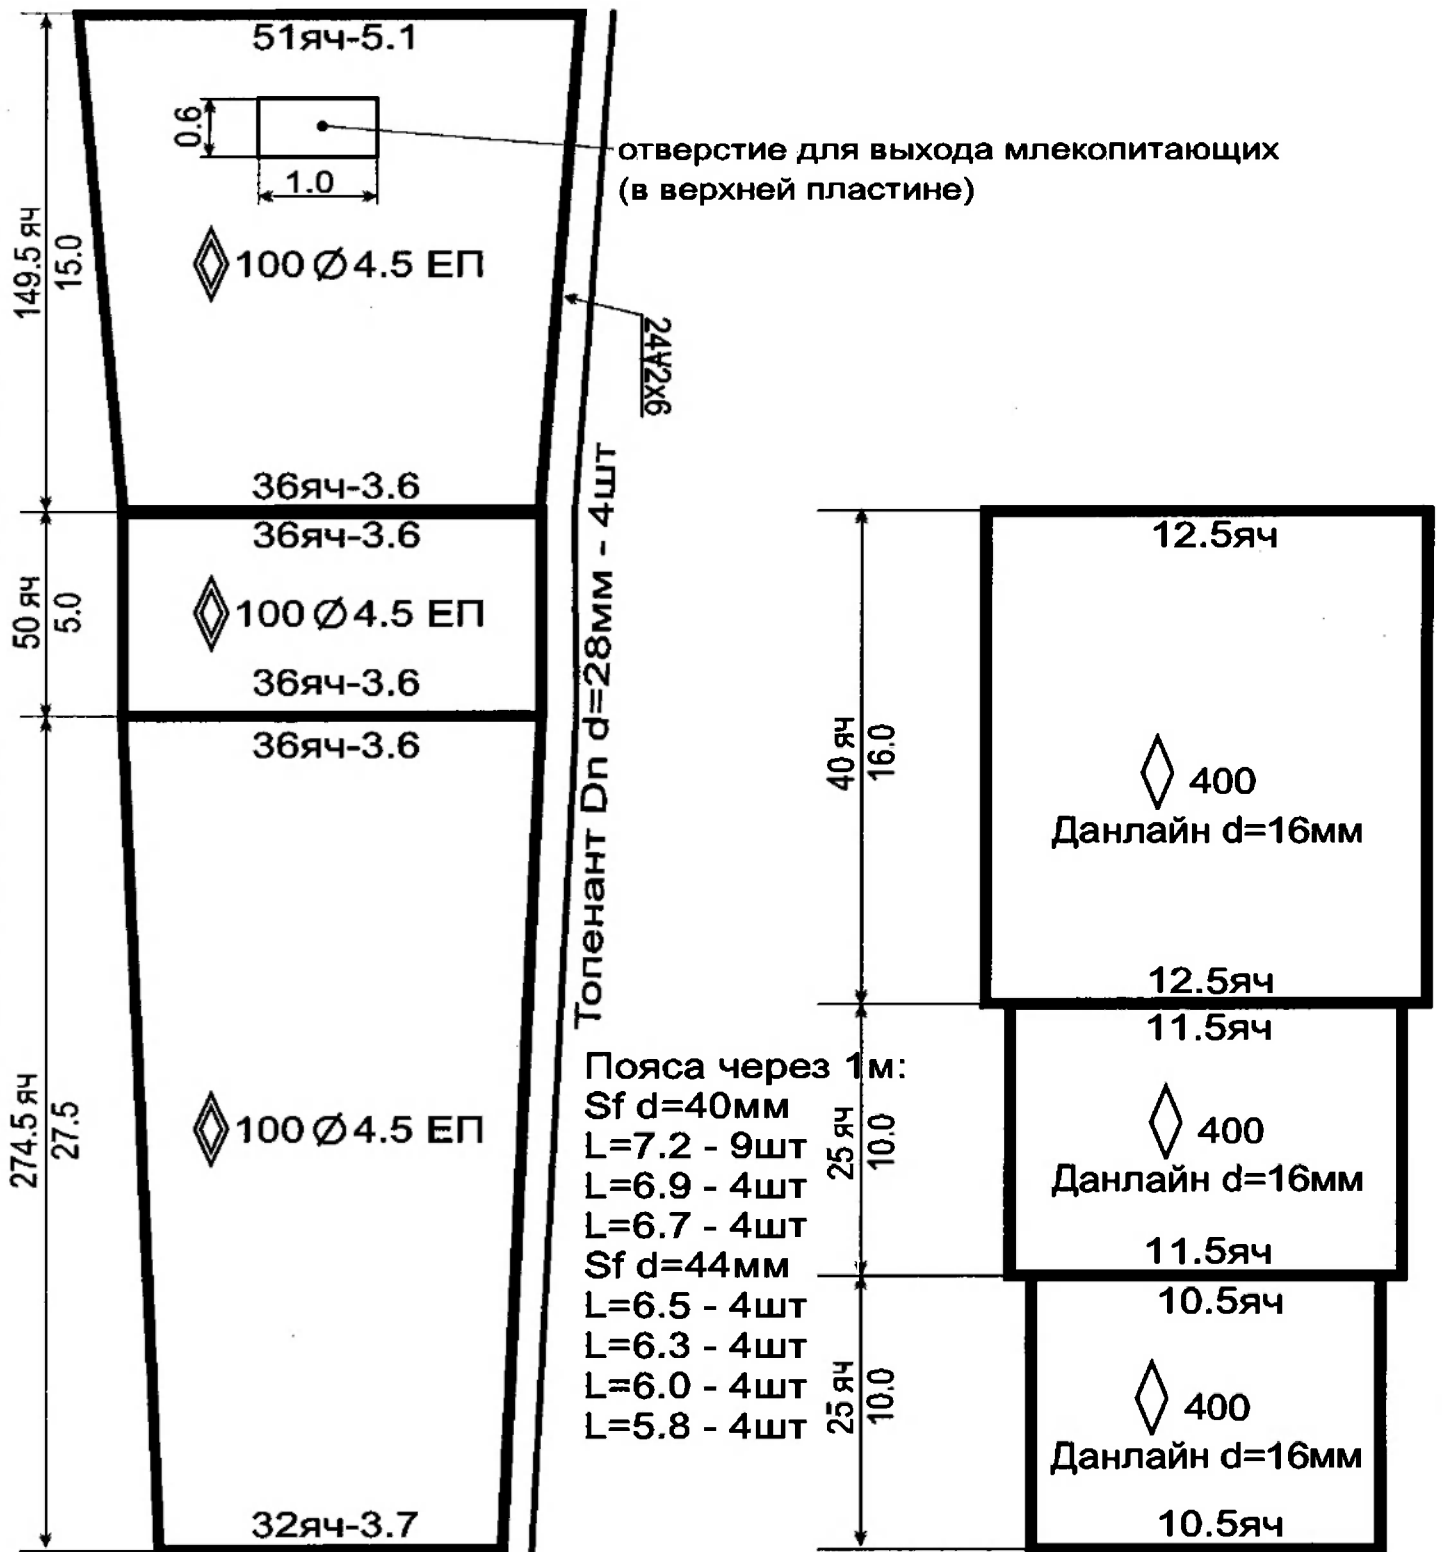 51яч-5.1
0.6
1.0
отверстие для выхода млекопитающих
(в верхней пластине)
149.5 яч
15.0
100 Ø 4.5 ЕП
24∀2x6
36яч-3.6
36яч-3.6
50 яч
5.0
100 Ø 4.5 ЕП
36яч-3.6
36яч-3.6
274.5 яч
27.5
100 Ø 4.5 ЕП
32яч-3.7
Топенант Dn d=28мм - 4шт
Пояса через 1м:
Sf d=40мм
L=7.2 - 9шт
L=6.9 - 4шт
L=6.7 - 4шт
Sf d=44мм
L=6.5 - 4шт
L=6.3 - 4шт
L=6.0 - 4шт
L=5.8 - 4шт
12.5яч
40 яч
16.0
400
Данлайн d=16мм
12.5яч
11.5яч
25 яч
10.0
400
Данлайн d=16мм
11.5яч
10.5яч
25 яч
10.0
400
Данлайн d=16мм
10.5яч